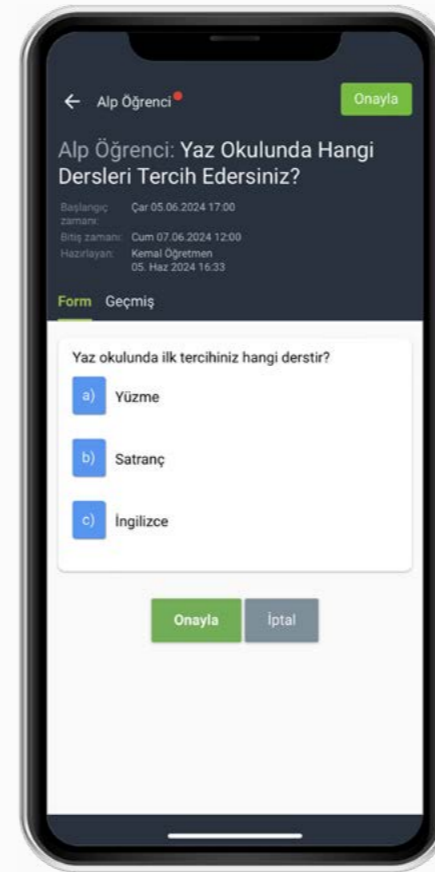 Alp Öğrenci
Onayla
Alp Öğrenci: Yaz Okulunda Hangi
Dersleri Tercih Edersiniz?
Başlangıç Çar 05.06.2024 17:00
zamanı:
Bitiş zamanı: Cum 07.06.2024 12:00
Hazırlayan: Kemal Öğretmen
05. Haz 2024 16:33
Form Geçmiş
Yaz okulunda ilk tercihiniz hangi derstir?
a) Yüzme
b) Satranç
c) İngilizce
Onayla İptal